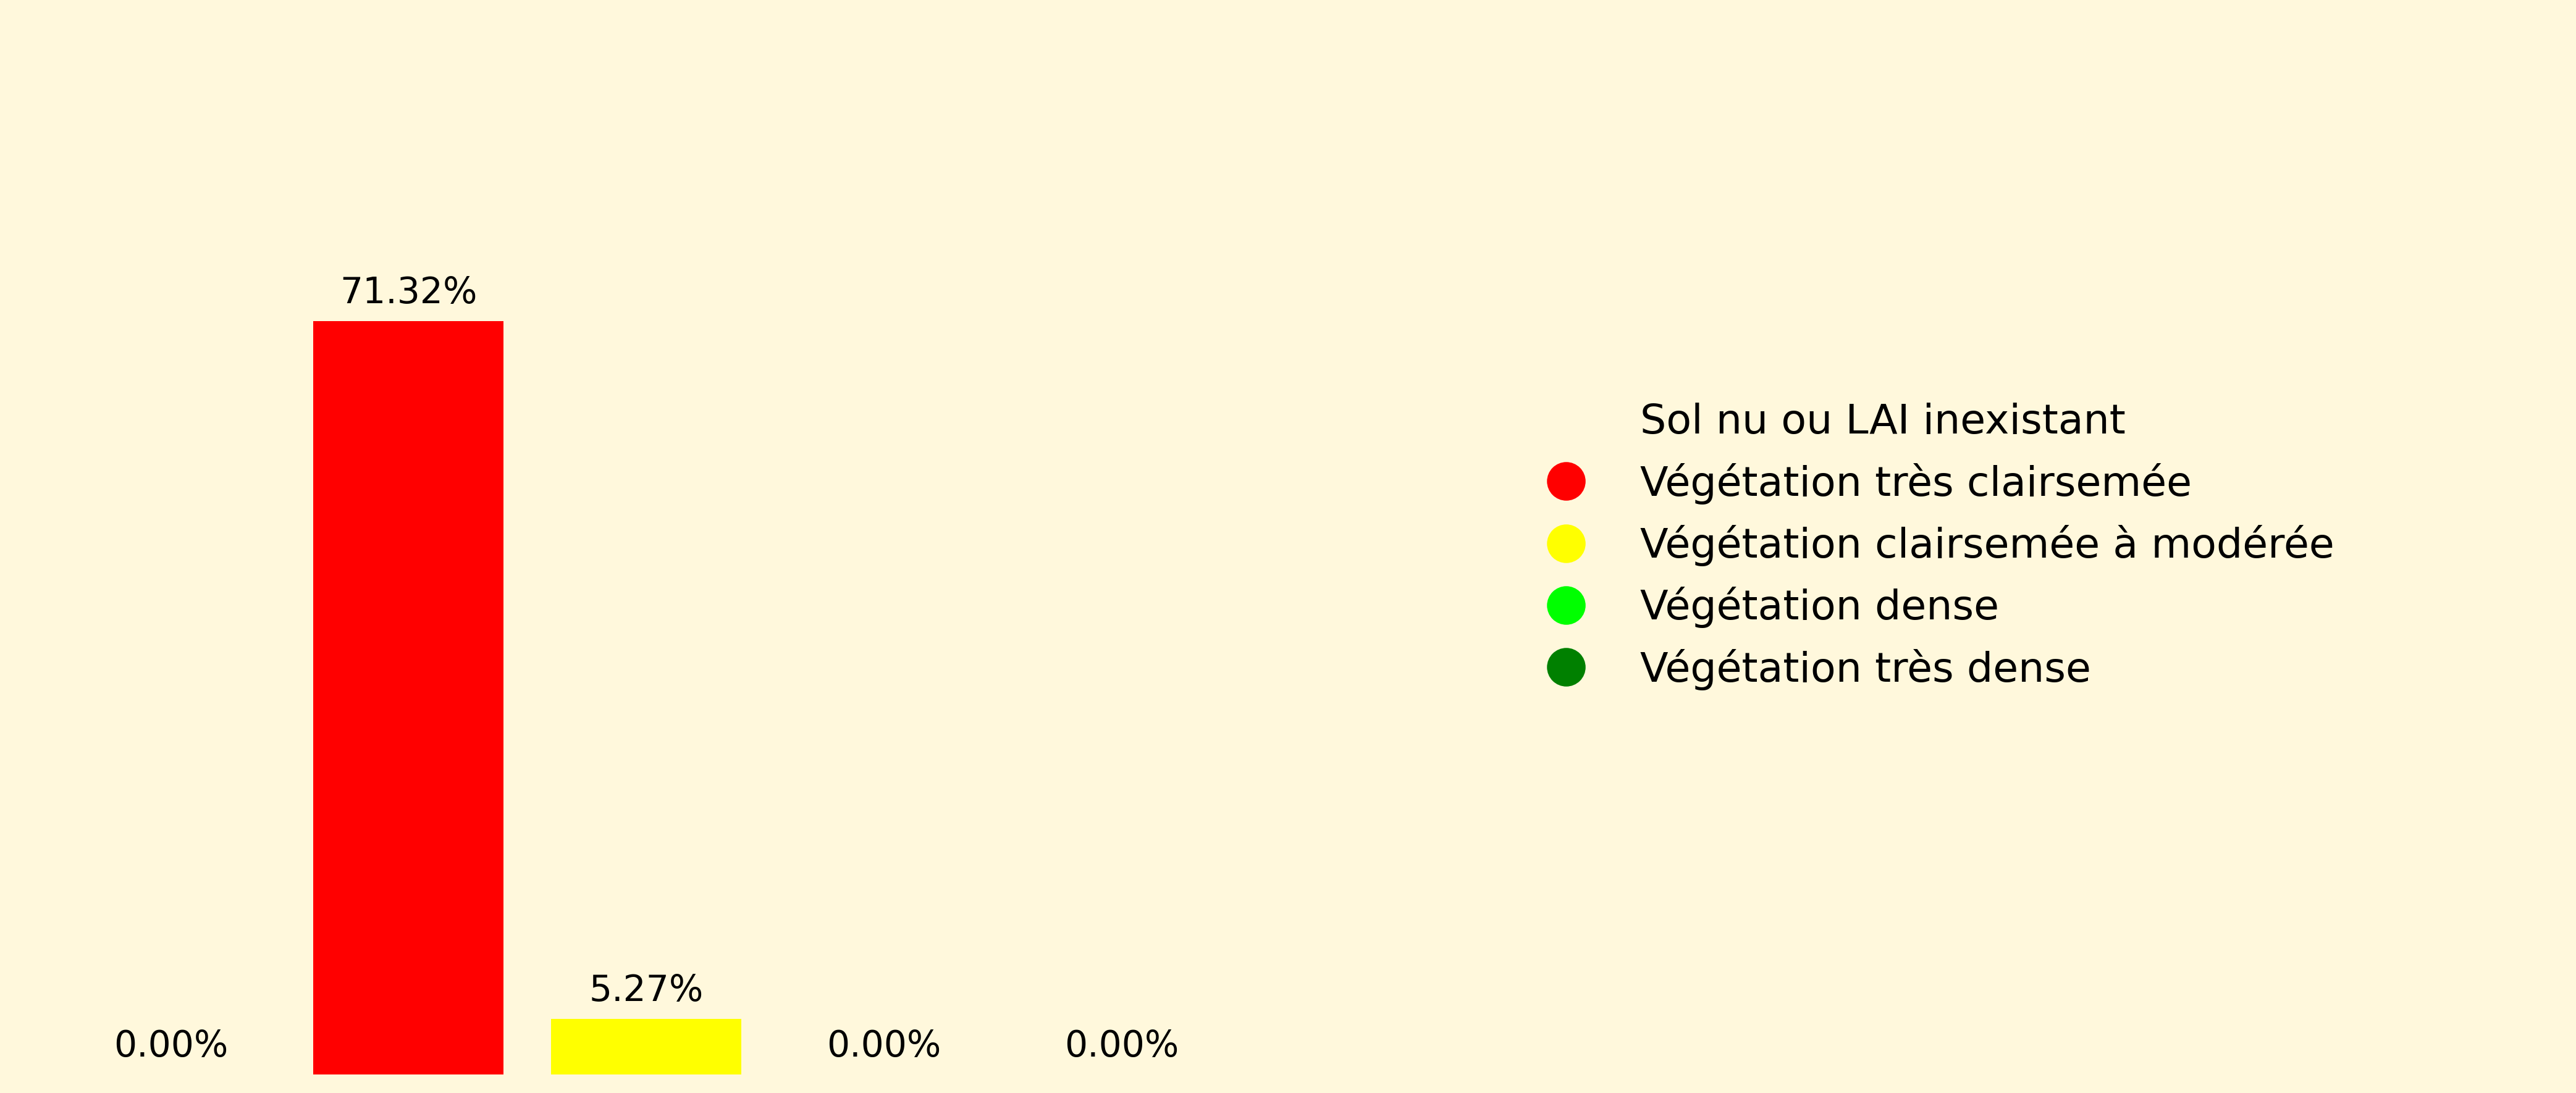 71.32%
5.27%
0.00%
0.00%
0.00%
Sol nu ou LAI inexistant
Végétation très clairsemée
Végétation clairsemée à modérée
Végétation dense
Végétation très dense